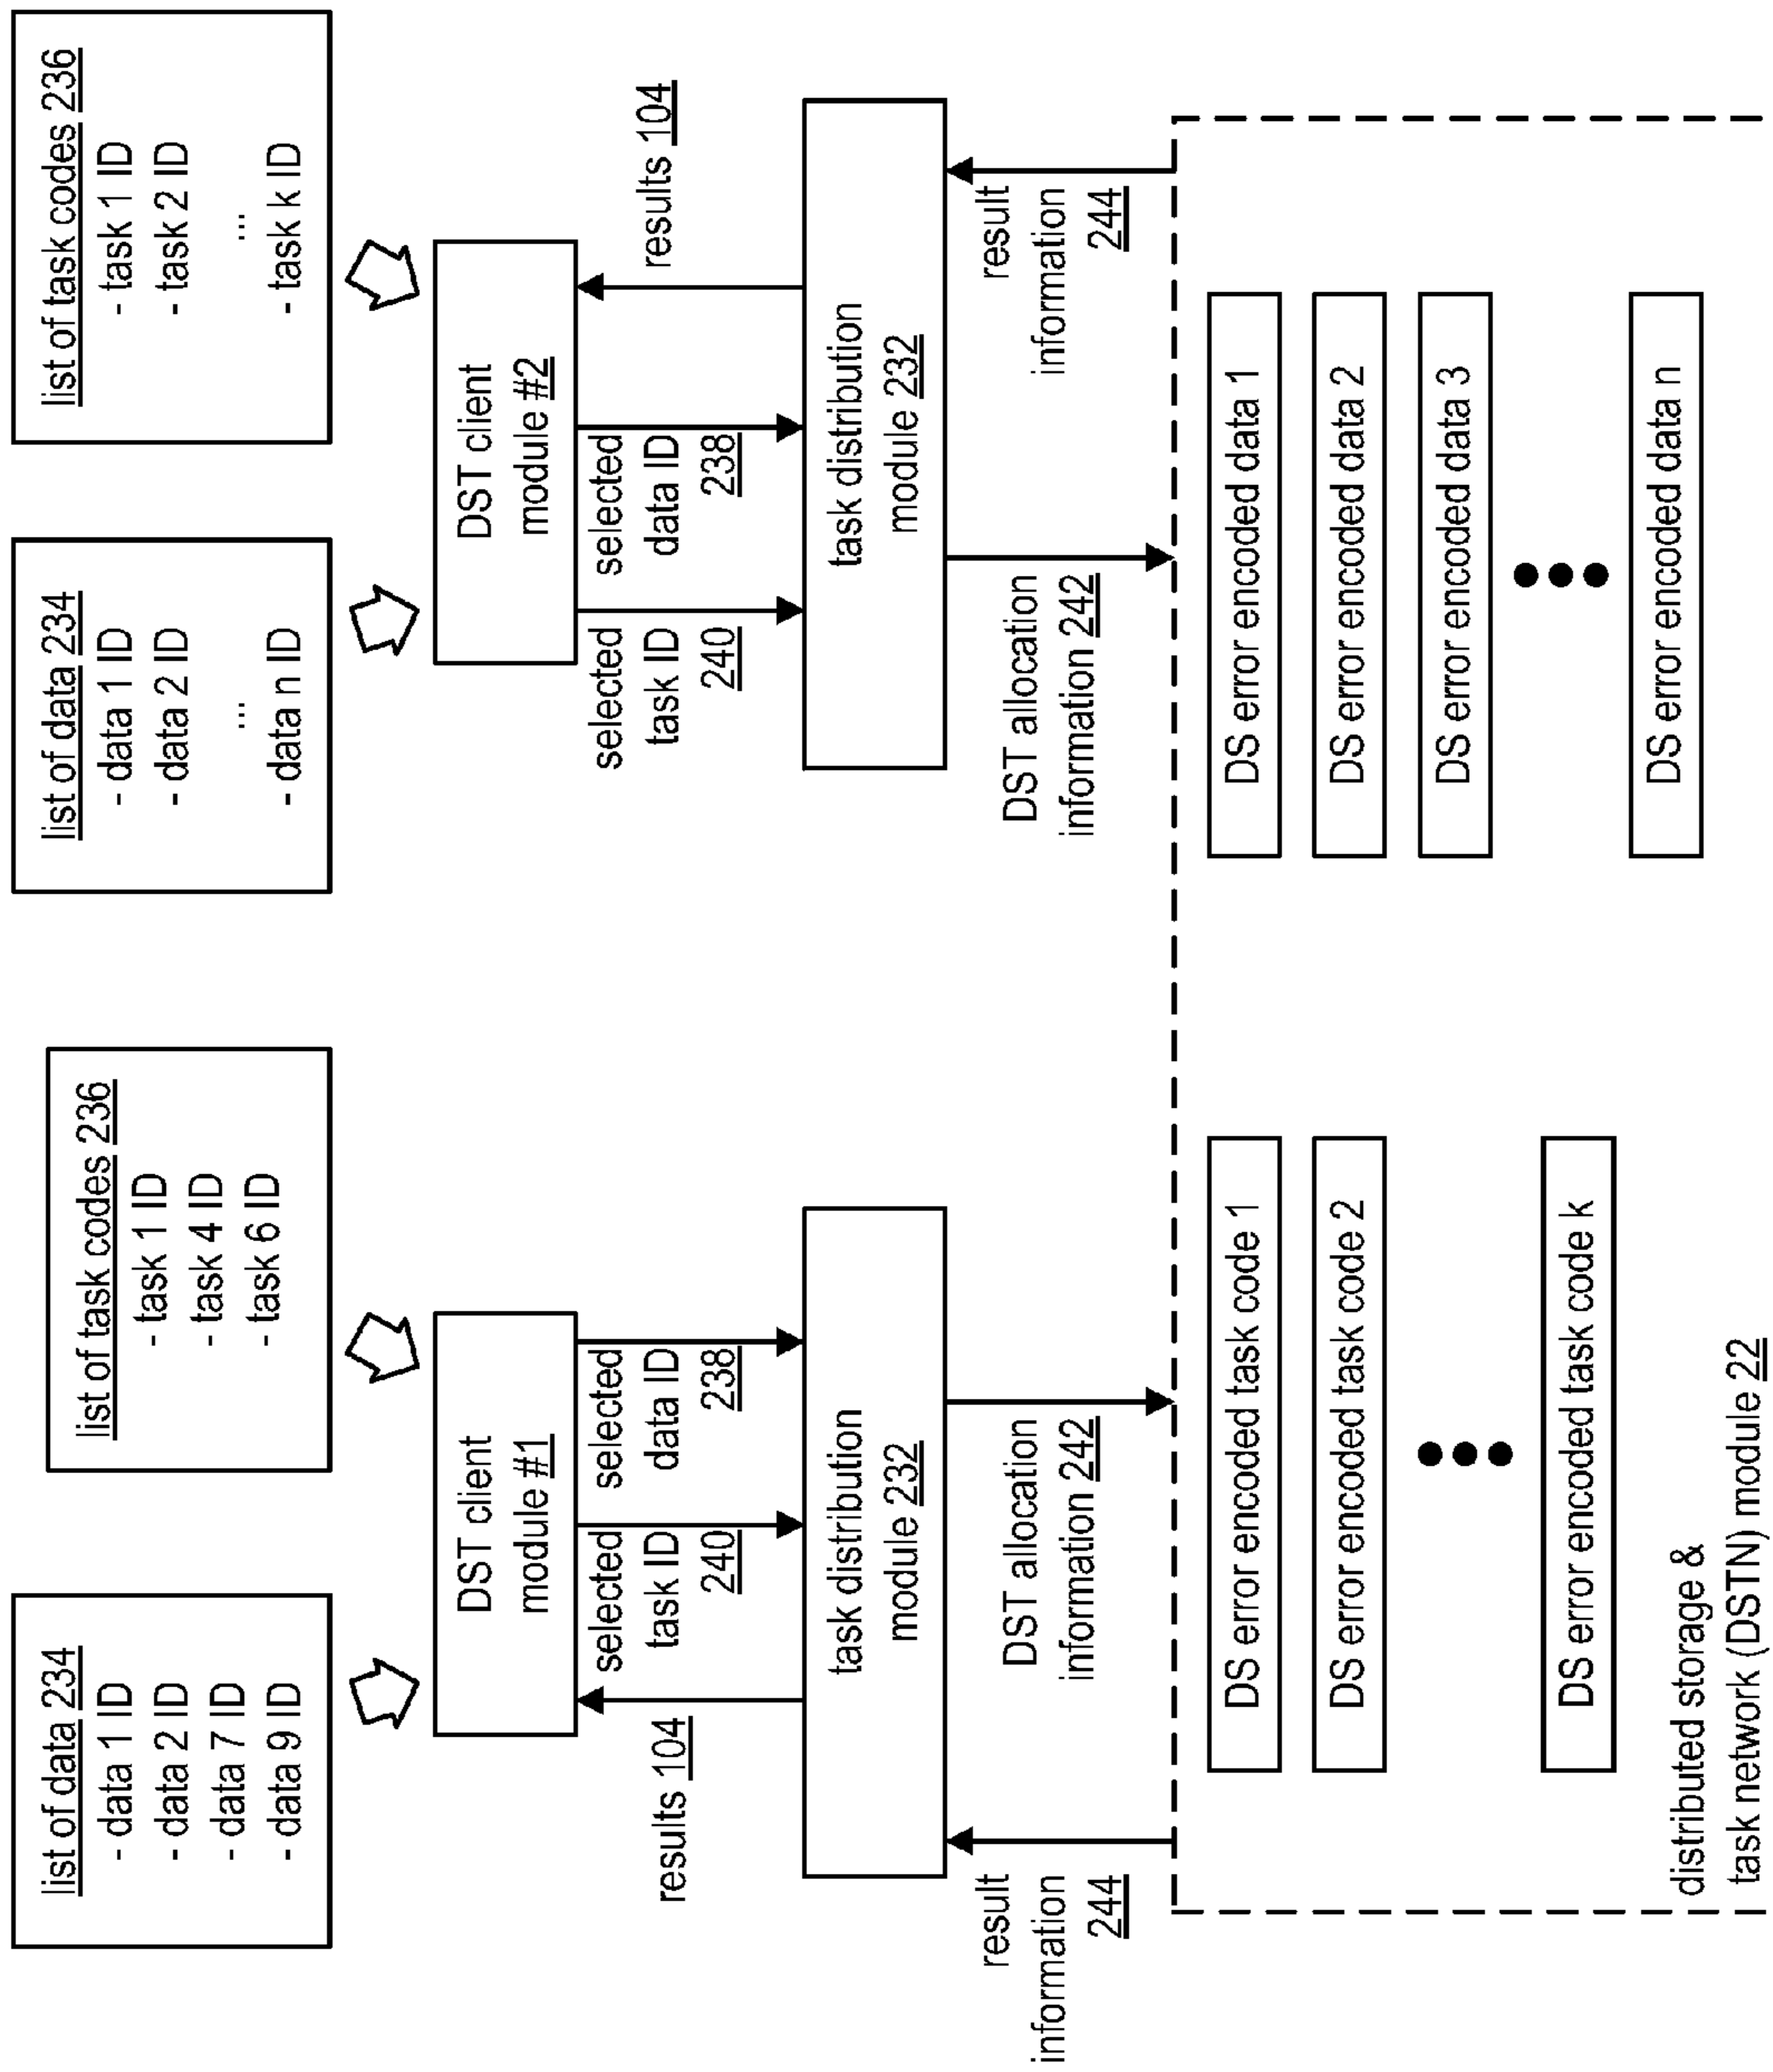 list of data 234
- data 1 ID
- data 2 ID
- data 7 ID
- data 9 ID
list of task codes 236
- task 1 ID
- task 4 ID
- task 6 ID
list of data 234
- data 1 ID
- data 2 ID
...
- data n ID
list of task codes 236
- task 1 ID
- task 2 ID
...
- task k ID
DST client
module #1
DST client
module #2
results 104
selected
task ID
240
selected
data ID
238
selected
task ID
240
selected
data ID
238
results 104
task distribution
module 232
task distribution
module 232
result
information
244
DST allocation
information 242
DST allocation
information 242
result
information
244
DS error encoded task code 1
DS error encoded task code 2
DS error encoded task code k
DS error encoded data 1
DS error encoded data 2
DS error encoded data 3
DS error encoded data n
distributed storage &
task network (DSTN) module 22